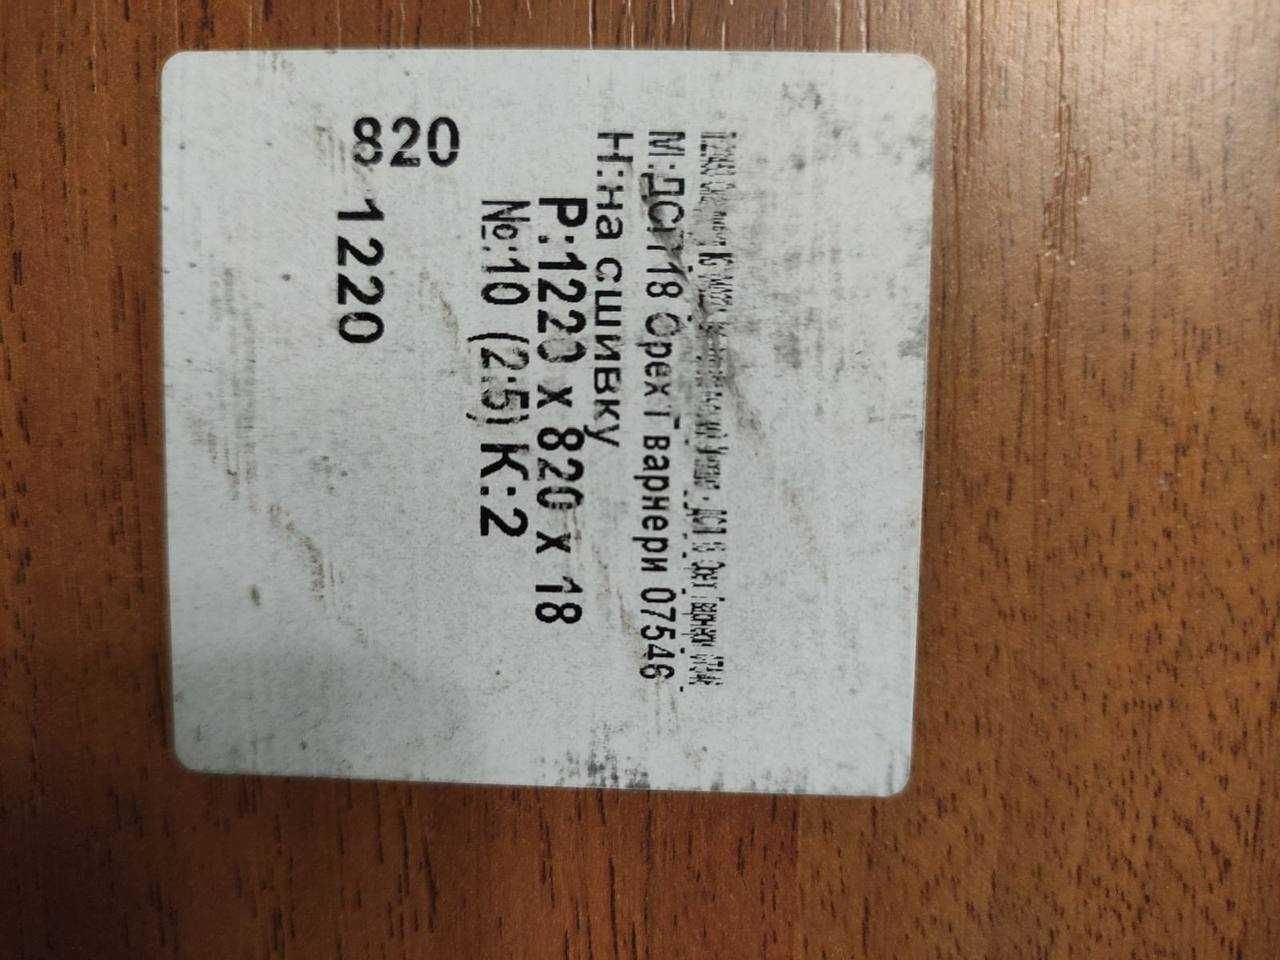 М:ДСП 18 Орех Гварнери 07546
Н:на сшивку
Р:1220 x 820 x 18
№:10 (2:5) К:2
820
1220